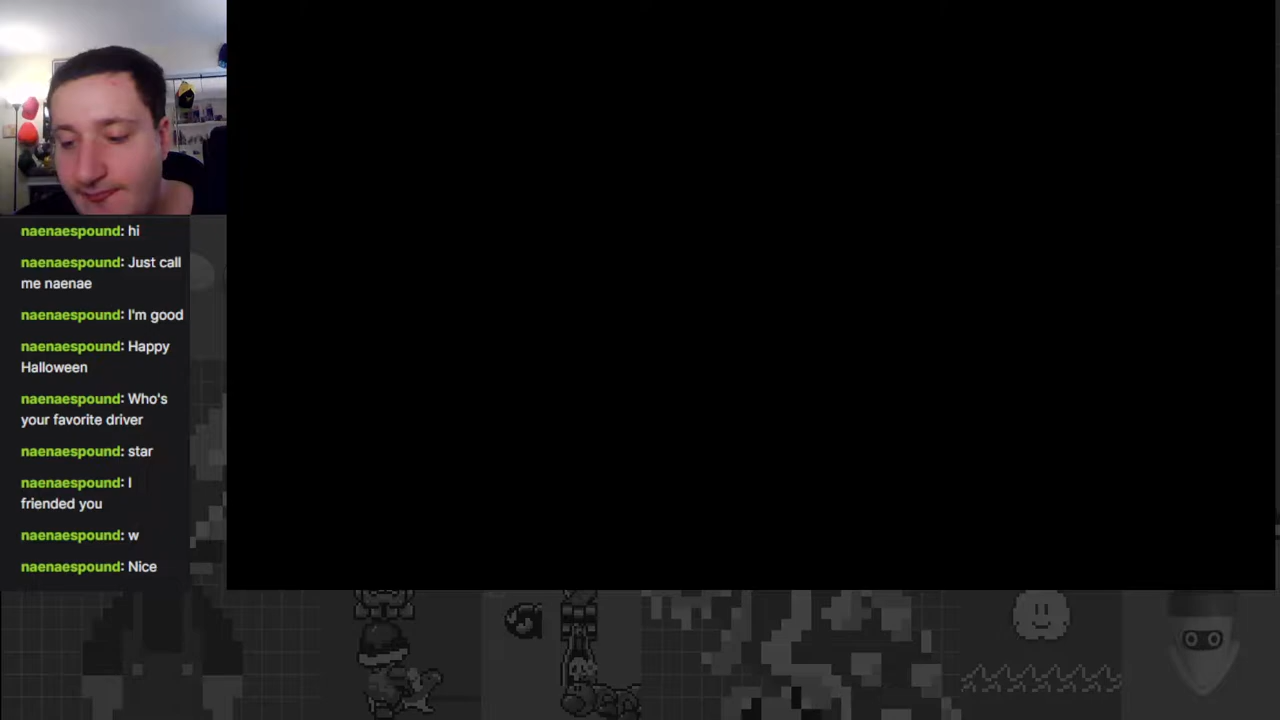 naenaespound: hi
naenaespound: Just call
me naenae
naenaespound: I'm good
naenaespound: Happy
Halloween
naenaespound: Who's
your favorite driver
naenaespound: star
naenaespound: I
friended you
naenaespound: w
naenaespound: Nice